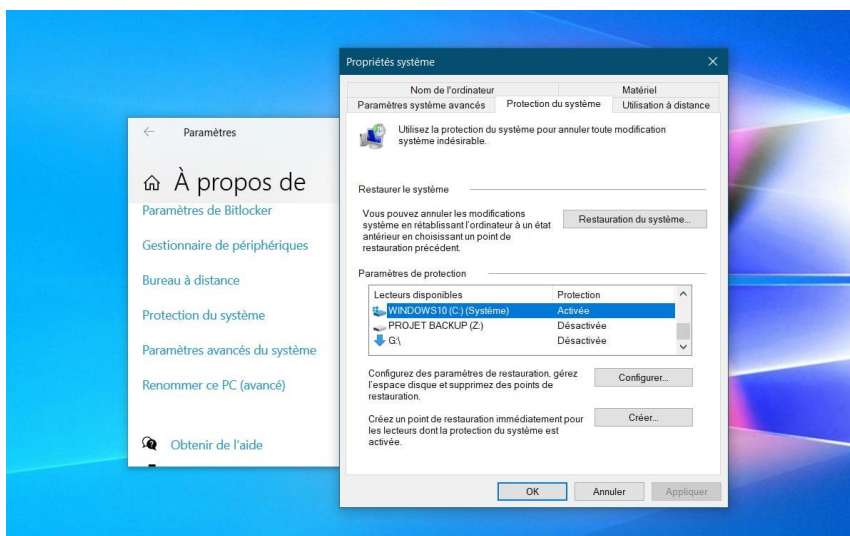 Paramètres
À propos de
Paramètres de Bitlocker
Gestionnaire de périphériques
Bureau à distance
Protection du système
Paramètres avancés du système
Renommer ce PC (avancé)
Obtenir de l'aide
Propriétés système
Nom de l'ordinateur
Matériel
Paramètres système avancés
Protection du système
Utilisation à distance
Utilisez la protection du système pour annuler toute modification
système indésirable.
Restaurer le système
Vous pouvez annuler les modifications
système en rétablissant l'ordinateur à un état
antérieur en choisissant un point de
restauration précédent.
Restauration du système...
Paramètres de protection
Lecteurs disponibles
Protection
WINDOWS10 (C:) (Système)
Activée
PROJET BACKUP (Z:)
Désactivée
G:\
Désactivée
Configurez des paramètres de restauration, gérez
l'espace disque et supprimez des points de
restauration.
Configurer...
Créez un point de restauration immédiatement pour
les lecteurs dont la protection du système est
activée.
Créer...
OK
Annuler
Appliquer